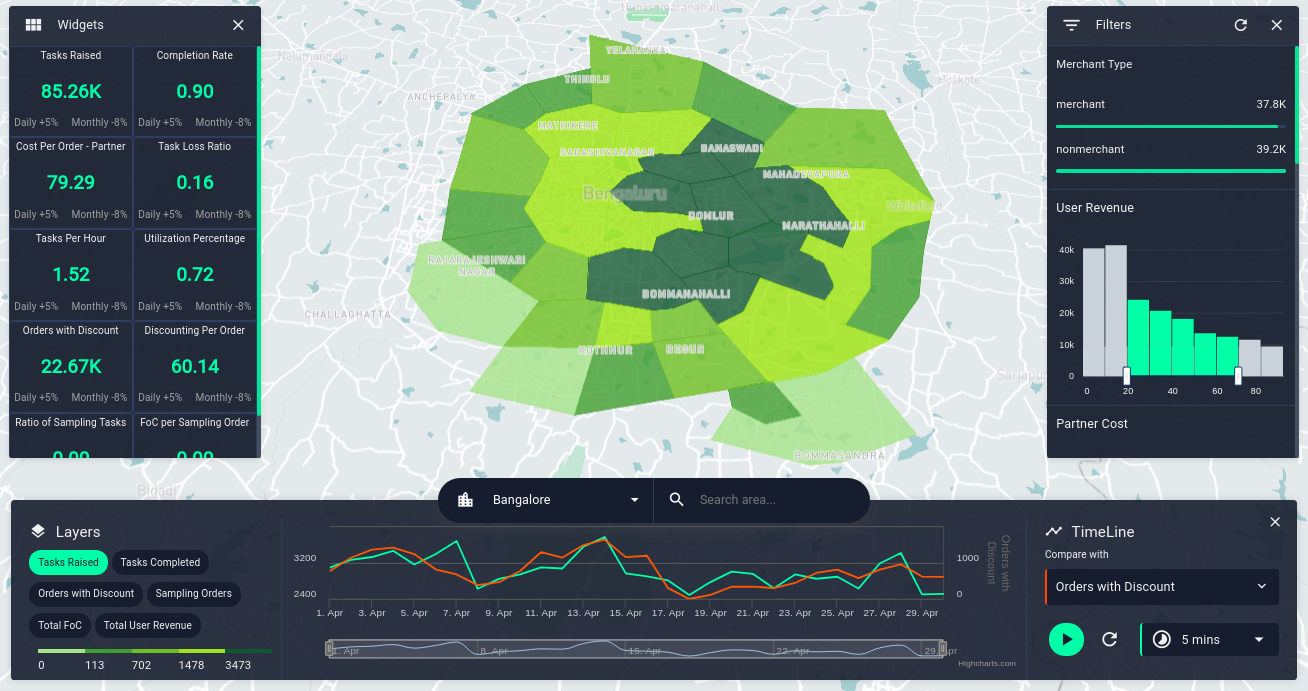 Widgets
Tasks Raised
85.26K
Daily +5% Monthly -8%
Completion Rate
0.90
Daily +5% Monthly -8%
Cost Per Order - Partner
79.29
Daily +5% Monthly -8%
Task Loss Ratio
0.16
Daily +5% Monthly -8%
Tasks Per Hour
1.52
Daily +5% Monthly -8%
Utilization Percentage
0.72
Daily +5% Monthly -8%
Orders with Discount
22.67K
Daily +5% Monthly -8%
Discounting Per Order
60.14
Daily +5% Monthly -8%
Ratio of Sampling Tasks
0.00
FoC per Sampling Order
0.00
Hunasamaranahalli
Nelamangala
YELAHANKA
THINDLU
ANCHEPALYA
Hoskote
MATHIKERE
SADASHIVANAGAR
BANASWADI
MAHADEVAPURA
Bengaluru
Whitefield
DOMLUR
MARATHAHALLI
RAJARAJESHWARI
NAGAR
BOMMANAHALLI
CHALLAGHATTA
KOTHNUR
BEGUR
Sarjapur
BOMMASANDRA
Bidadi
Filters
Merchant Type
merchant 37.8K
nonmerchant 39.2K
User Revenue
40k
30k
20k
10k
0
0 20 40 60 80
Partner Cost
Bangalore
Search area...
Layers
Tasks Raised
Tasks Completed
Orders with Discount
Sampling Orders
Total FoC
Total User Revenue
0 113 702 1478 3473
3200
2400
1000
0
Orders with
Discount
1. Apr 3. Apr 5. Apr 7. Apr 9. Apr 11. Apr 13. Apr 15. Apr 17. Apr 19. Apr 21. Apr 23. Apr 25. Apr 27. Apr 29. Apr
1. Apr 8. Apr 15. Apr 22. Apr 29. Apr
Highcharts.com
TimeLine
Compare with
Orders with Discount
5 mins